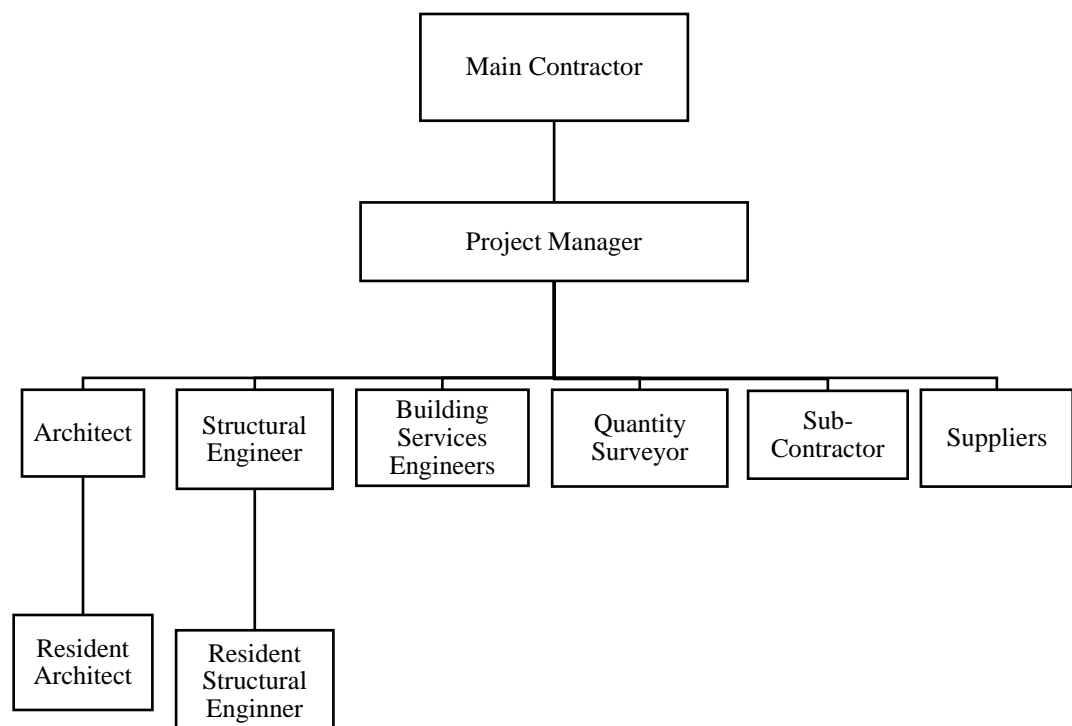 Main Contractor
Project Manager
Architect
Structural
Engineer
Building
Services
Engineers
Quantity
Surveyor
Sub-
Contractor
Suppliers
Resident
Architect
Resident
Structural
Enginner